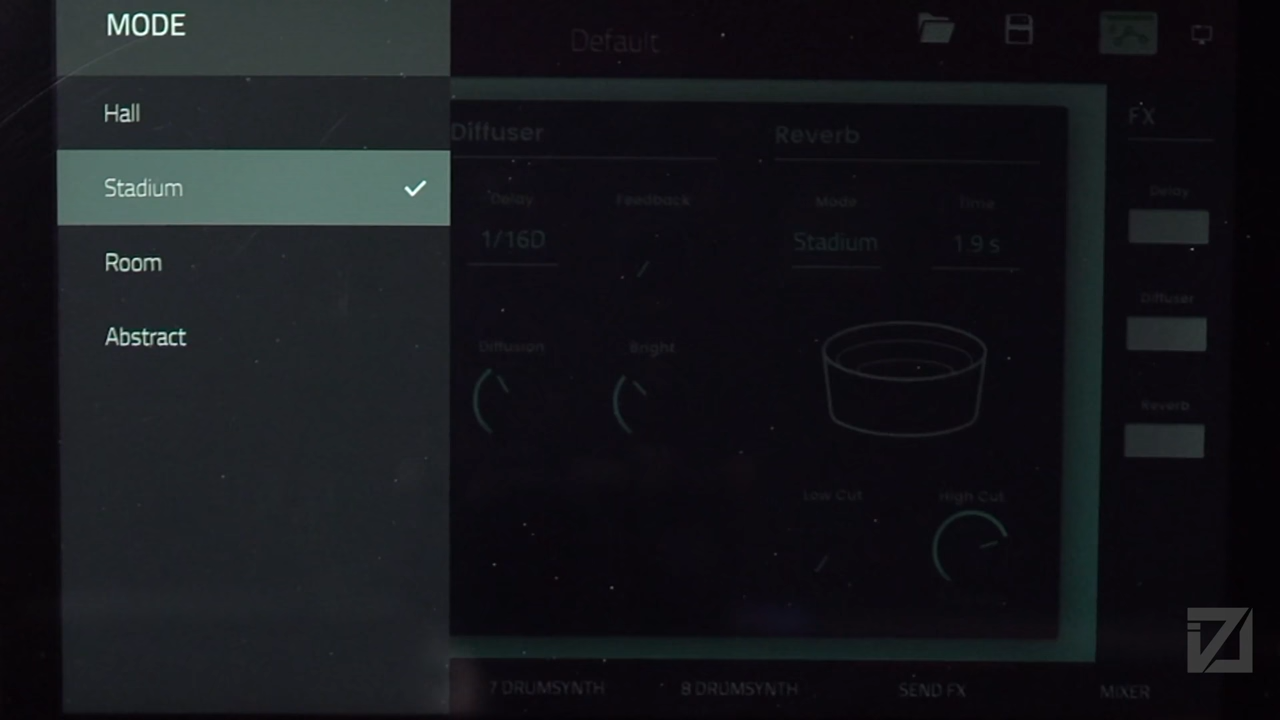 MODE
Default
Hall
Stadium
Room
Abstract
Diffuser
Delay
Feedback
1/16D
Diffusion
Bright
Reverb
Mode
Time
Stadium
1.9 s
Low Cut
High Cut
FX
Delay
Diffuser
Reverb
7 DRUMSYNTH
8 DRUMSYNTH
SEND FX
MIXER